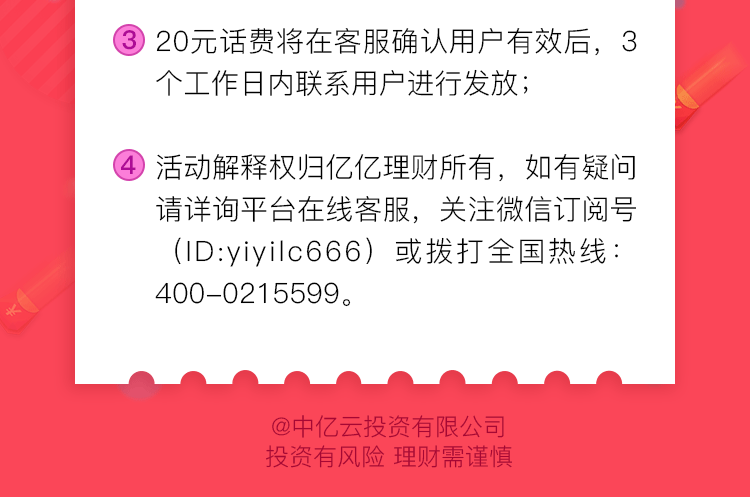 3 20元话费将在客服确认用户有效后，3
个工作日内联系用户进行发放；
4 活动解释权归亿亿理财所有，如有疑问
请详询平台在线客服，关注微信订阅号
（ID:yiyilc666）或拨打全国热线：
400-0215599。
@中亿云投资有限公司
投资有风险 理财需谨慎